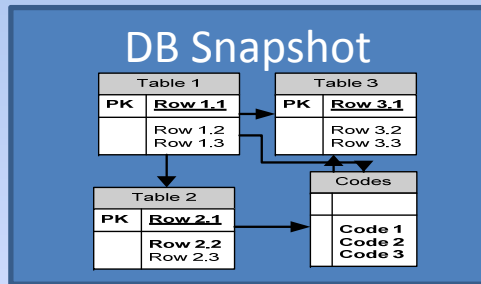 DB Snapshot
Table 1
PK Row 1.1
Row 1.2
Row 1.3
Table 3
PK Row 3.1
Row 3.2
Row 3.3
Table 2
PK Row 2.1
Row 2.2
Row 2.3
Codes
Code 1
Code 2
Code 3